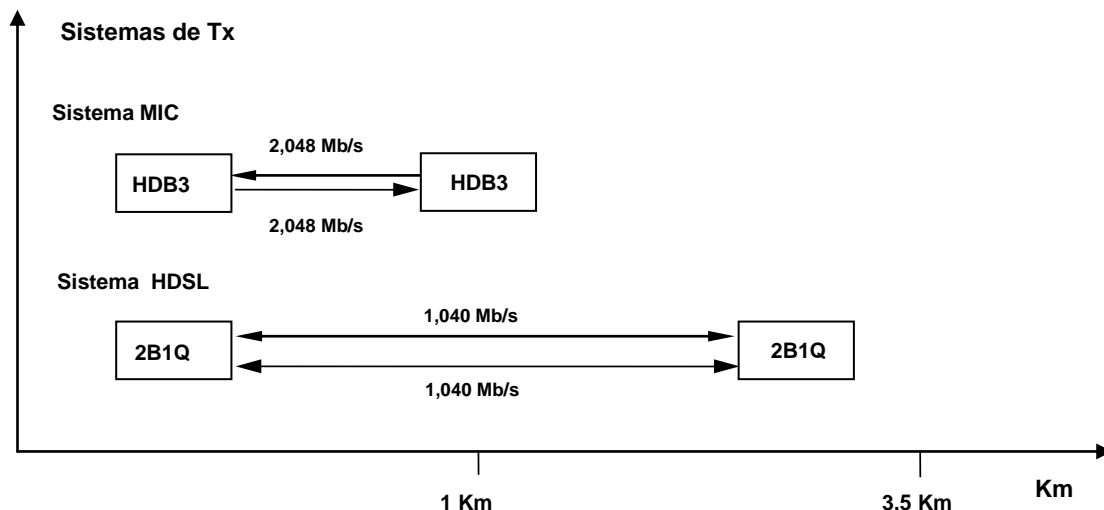 Sistemas de Tx
Sistema MIC
2,048 Mb/s
HDB3
HDB3
2,048 Mb/s
Sistema HDSL
1,040 Mb/s
2B1Q
2B1Q
1,040 Mb/s
1 Km
3.5 Km
Km